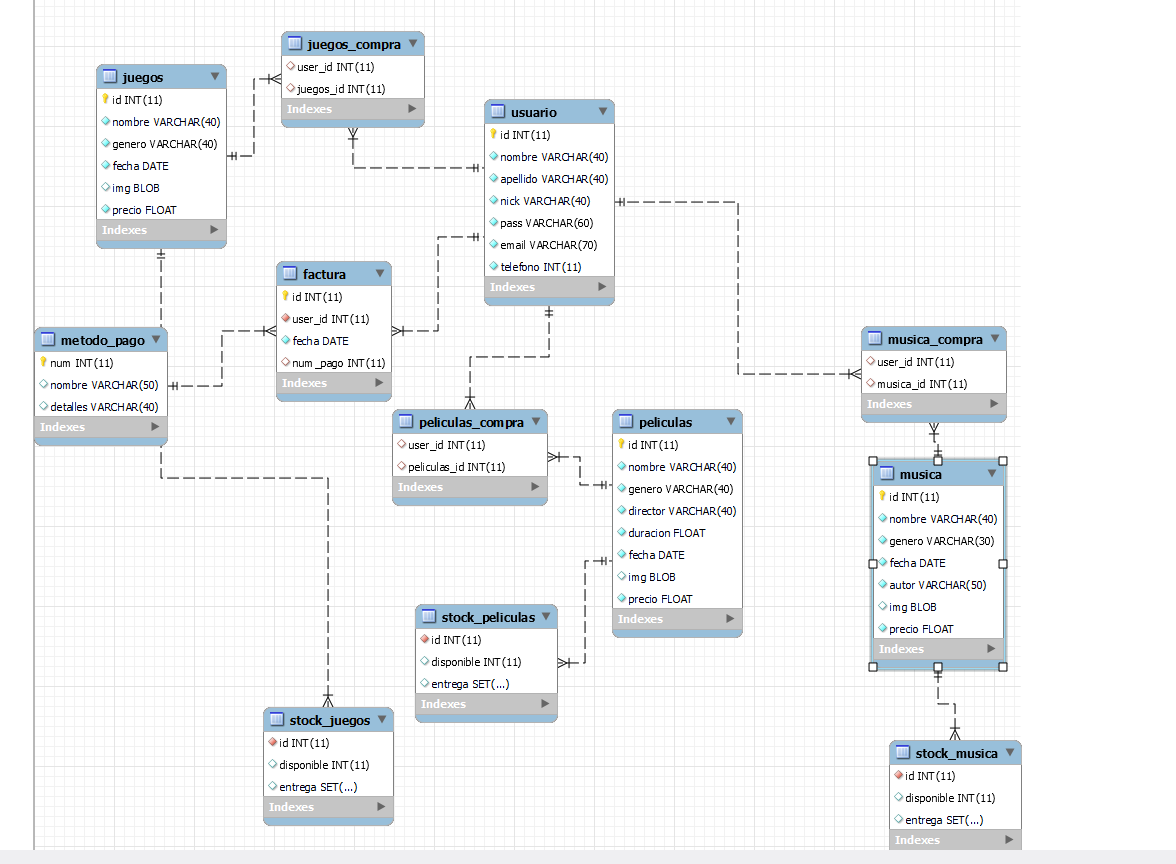 juegos_compra
user_id INT(11)
juegos_id INT(11)
Indexes
juegos
id INT(11)
nombre VARCHAR(40)
genero VARCHAR(40)
fecha DATE
img BLOB
precio FLOAT
Indexes
usuario
id INT(11)
nombre VARCHAR(40)
apellido VARCHAR(40)
nick VARCHAR(40)
pass VARCHAR(60)
email VARCHAR(70)
telefono INT(11)
Indexes
factura
id INT(11)
user_id INT(11)
fecha DATE
num_pago INT(11)
Indexes
metodo_pago
num INT(11)
nombre VARCHAR(50)
detalles VARCHAR(40)
Indexes
musica_compra
user_id INT(11)
musica_id INT(11)
Indexes
peliculas_compra
user_id INT(11)
peliculas_id INT(11)
Indexes
peliculas
id INT(11)
nombre VARCHAR(40)
genero VARCHAR(40)
director VARCHAR(40)
duracion FLOAT
fecha DATE
img BLOB
precio FLOAT
Indexes
musica
id INT(11)
nombre VARCHAR(40)
genero VARCHAR(30)
fecha DATE
autor VARCHAR(50)
img BLOB
precio FLOAT
Indexes
stock_peliculas
id INT(11)
disponible INT(11)
entrega SET(...)
Indexes
stock_juegos
id INT(11)
disponible INT(11)
entrega SET(...)
Indexes
stock_musica
id INT(11)
disponible INT(11)
entrega SET(...)
Indexes